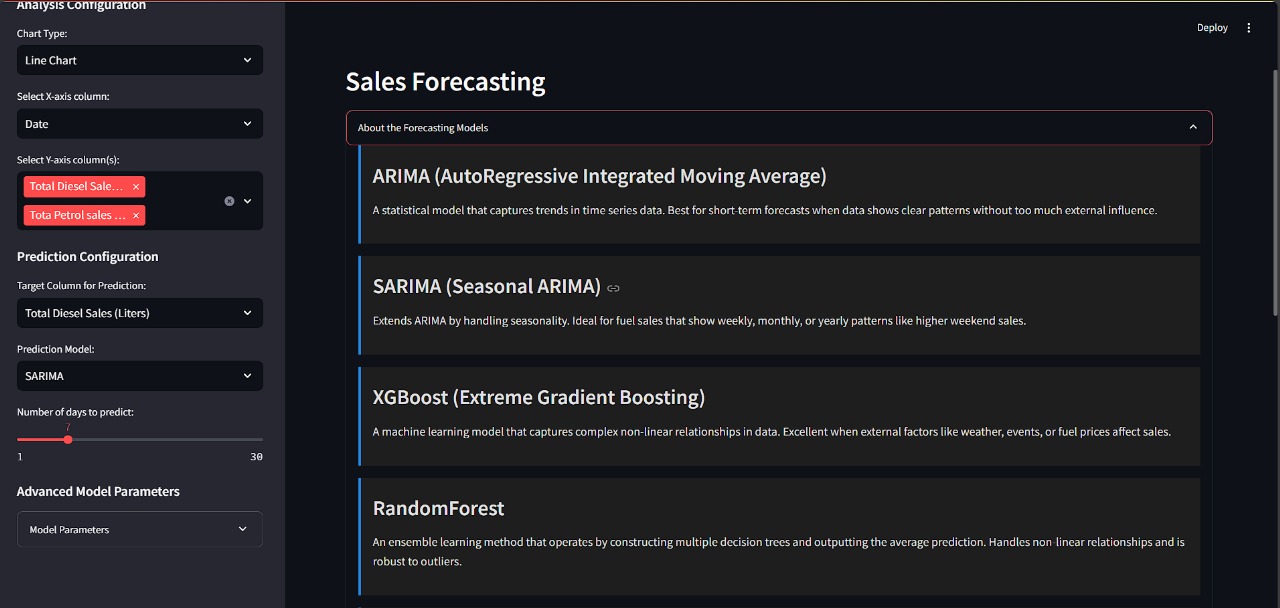 Analysis Configuration
Chart Type:
Line Chart
Select X-axis column:
Date
Select Y-axis column(s):
Total Diesel Sale...
Tota Petrol sales ...
Prediction Configuration
Target Column for Prediction:
Total Diesel Sales (Liters)
Prediction Model:
SARIMA
Number of days to predict:
7
1 30
Advanced Model Parameters
Model Parameters
Deploy
Sales Forecasting
About the Forecasting Models
ARIMA (AutoRegressive Integrated Moving Average)
A statistical model that captures trends in time series data. Best for short-term forecasts when data shows clear patterns without too much external influence.
SARIMA (Seasonal ARIMA)
Extends ARIMA by handling seasonality. Ideal for fuel sales that show weekly, monthly, or yearly patterns like higher weekend sales.
XGBoost (Extreme Gradient Boosting)
A machine learning model that captures complex non-linear relationships in data. Excellent when external factors like weather, events, or fuel prices affect sales.
RandomForest
An ensemble learning method that operates by constructing multiple decision trees and outputting the average prediction. Handles non-linear relationships and is
robust to outliers.